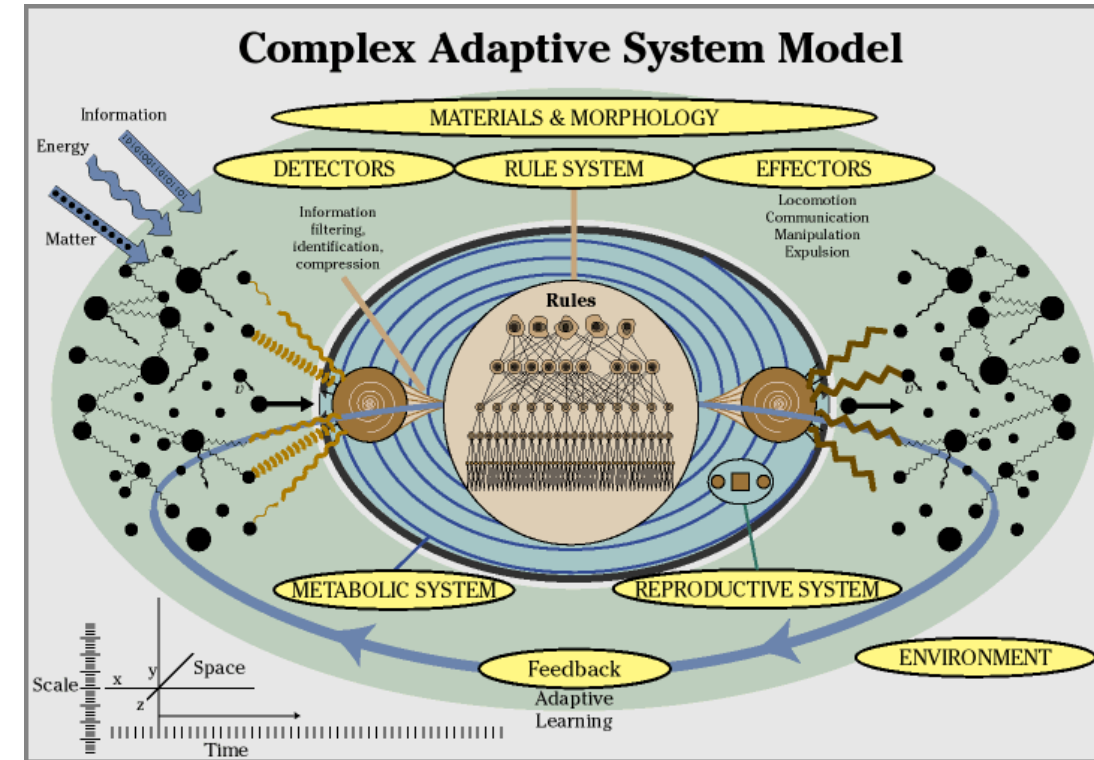 Complex Adaptive System Model
Information
Energy
Matter
MATERIALS & MORPHOLOGY
DETECTORS
RULE SYSTEM
EFFECTORS
Information
filtering,
identification,
compression
Locomotion
Communication
Manipulation
Expulsion
Rules
v
v
METABOLIC SYSTEM
REPRODUCTIVE SYSTEM
Feedback
Adaptive
Learning
ENVIRONMENT
Scale
x
y
z
Space
Time